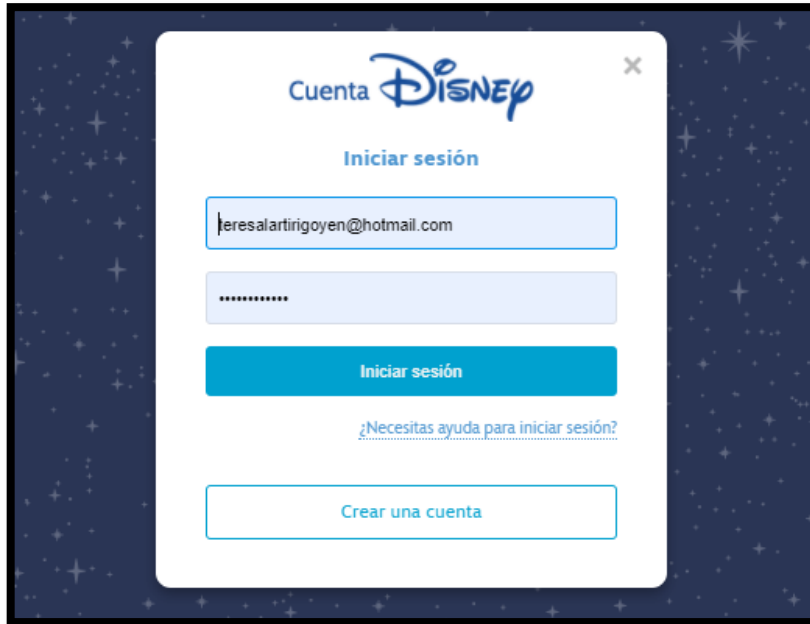 Cuenta Disney
Iniciar sesión
teresalartirigoyen@hotmail.com
••••••••••••
Iniciar sesión
¿Necesitas ayuda para iniciar sesión?
Crear una cuenta